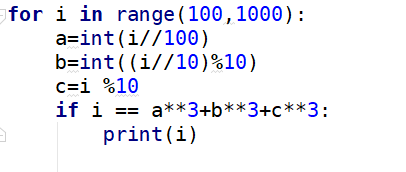 for i in range(100,1000):
    a=int(i//100)
    b=int((i//10)%10)
    c=i %10
    if i == a**3+b**3+c**3:
        print(i)